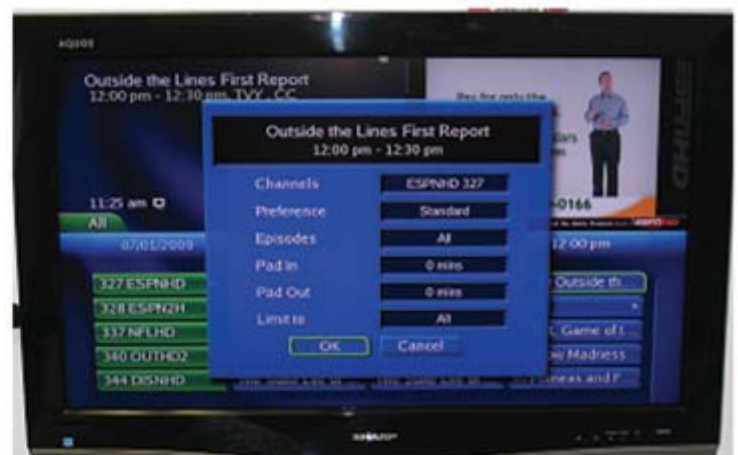 AQUOS
Outside the Lines First Report
12:00 pm - 12:30 pm, TVY, CC
Outside the Lines First Report
12:00 pm - 12:30 pm
Channels ESPNHD 327
Preference Standard
Episodes All
Pad In 0 mins
Pad Out 0 mins
Limit to All
OK Cancel
11:25 am
-0166
All
07/01/2009 12:00 pm
327 ESPNHD Outside th...
328 ESPN2H
337 NFLHD Game of t...
340 OUTHD2 Madness
344 DISNHD and F...
ESPNHD
SHARP